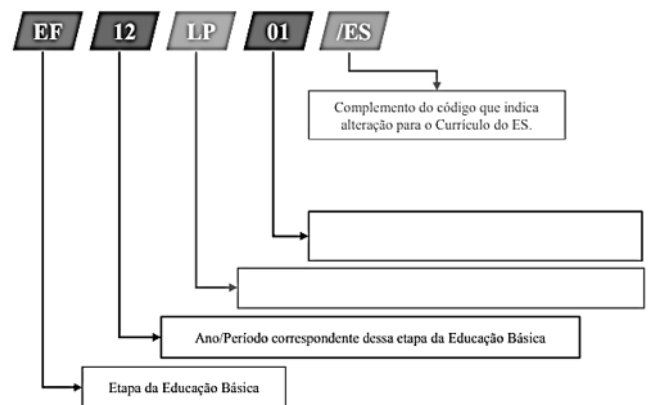 EF 12 LP 01 /ES
Complemento do código que indica
alteração para o Currículo do ES.
Ano/Período correspondente dessa etapa da Educação Básica
Etapa da Educação Básica